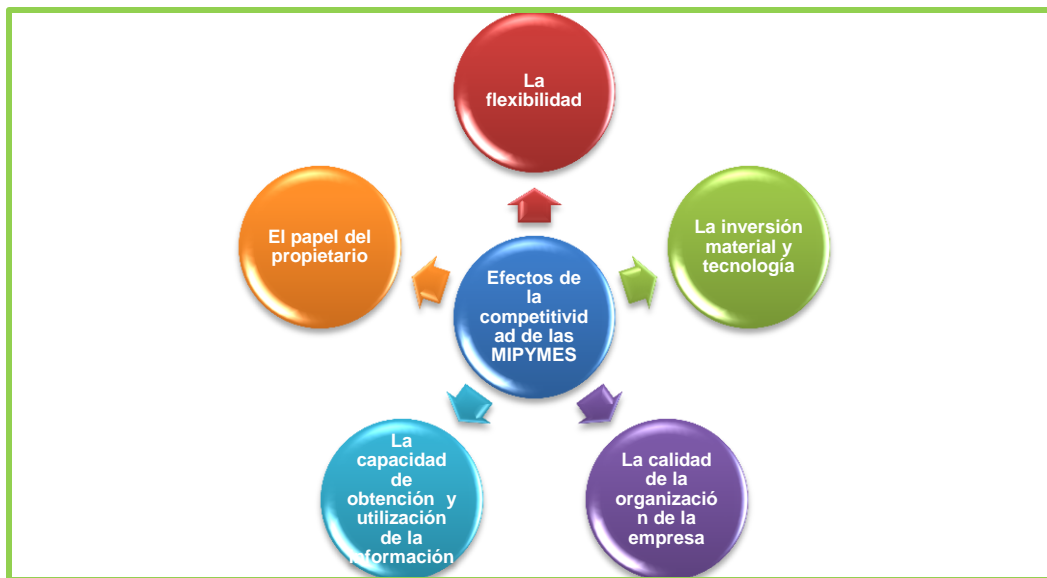 La
flexibilidad
La inversión
material y
tecnología
El papel del
propietario
Efectos de
la
competitivid
ad de las
MIPYMES
La
capacidad
de
obtención y
utilización
de la
información
La calidad
de la
organizació
n de la
empresa